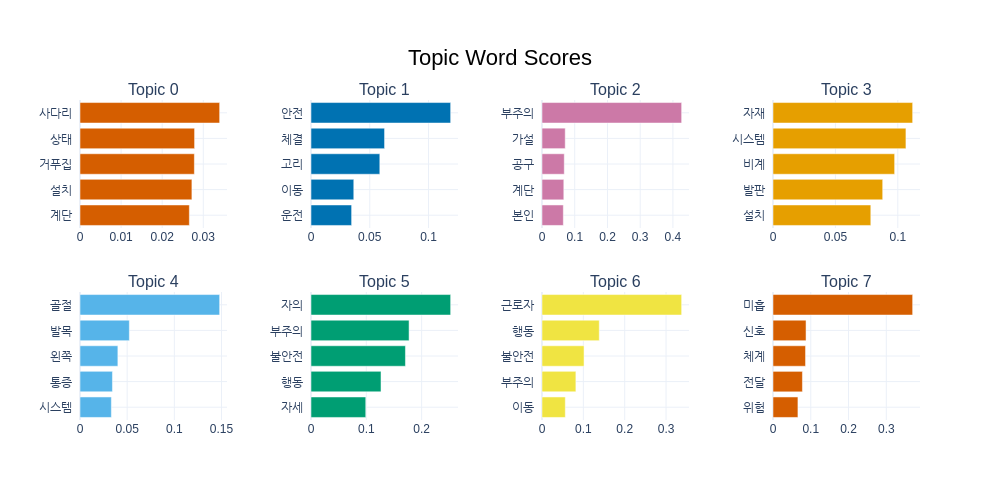 Topic Word Scores
Topic 0
사다리
상태
거푸집
설치
계단
0 0.01 0.02 0.03
Topic 1
안전
체결
고리
이동
운전
0 0.05 0.1
Topic 2
부주의
가설
공구
계단
본인
0 0.1 0.2 0.3 0.4
Topic 3
자재
시스템
비계
발판
설치
0 0.05 0.1
Topic 4
골절
발목
왼쪽
통증
시스템
0 0.05 0.1 0.15
Topic 5
자의
부주의
불안전
행동
자세
0 0.1 0.2
Topic 6
근로자
행동
불안전
부주의
이동
0 0.1 0.2 0.3
Topic 7
미흡
신호
체계
전달
위험
0 0.1 0.2 0.3